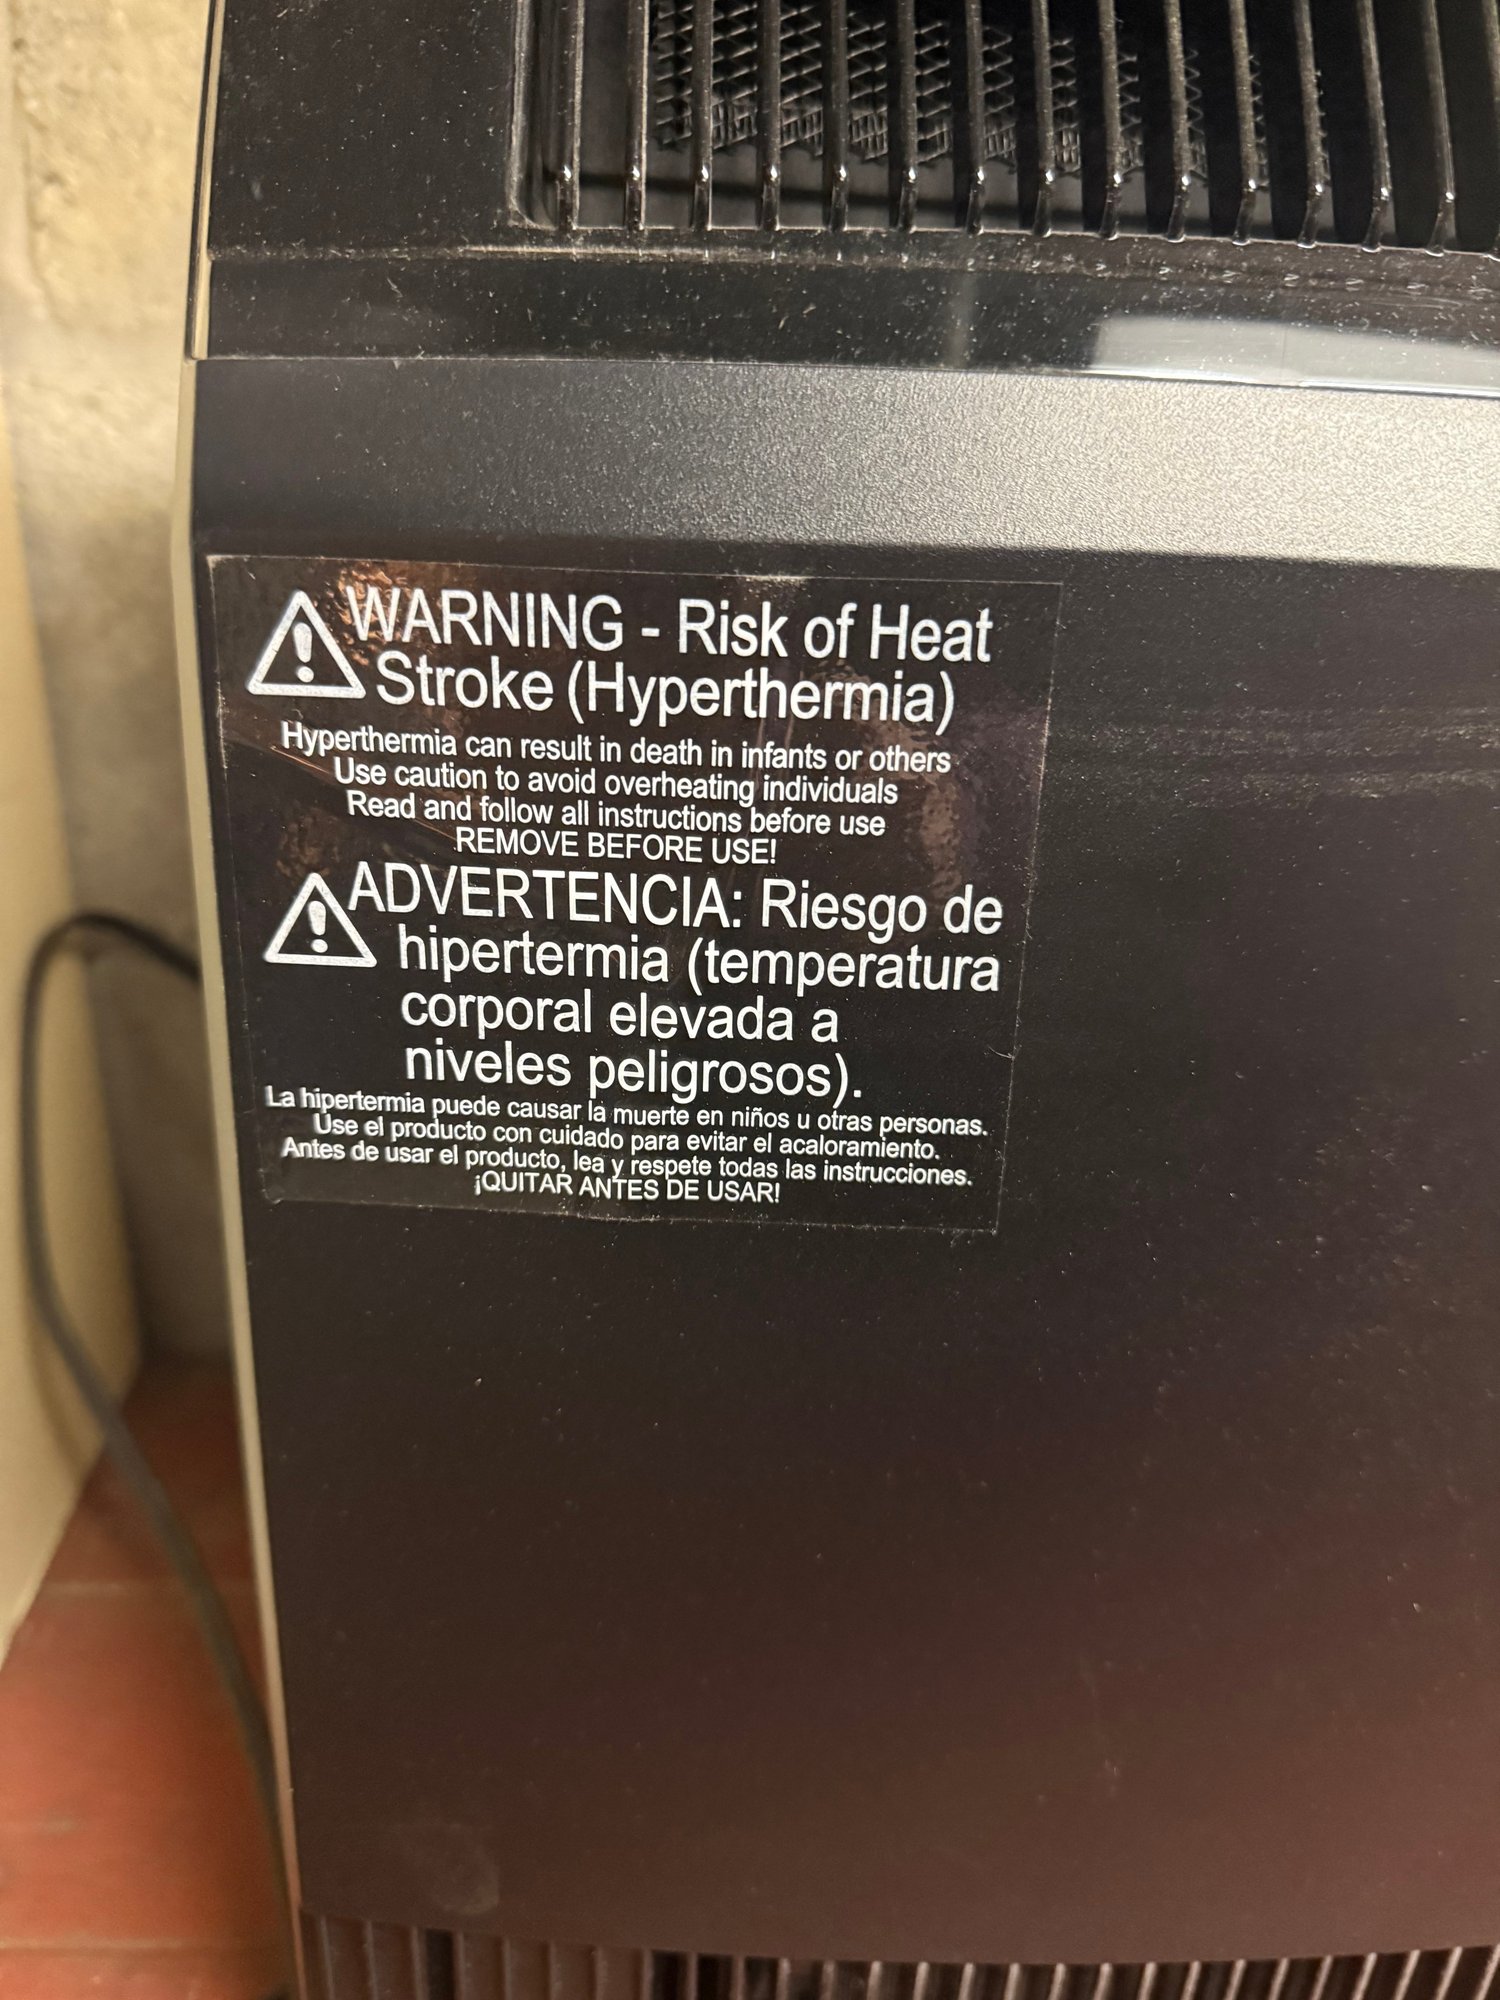 WARNING - Risk of Heat
Stroke (Hyperthermia)
Hyperthermia can result in death in infants or others
Use caution to avoid overheating individuals
Read and follow all instructions before use
REMOVE BEFORE USE!
ADVERTENCIA: Riesgo de
hipertermia (temperatura
corporal elevada a
niveles peligrosos).
La hipertermia puede causar la muerte en niños u otras personas.
Use el producto con cuidado para evitar el acaloramiento.
Antes de usar el producto, lea y respete todas las instrucciones.
¡QUITAR ANTES DE USAR!